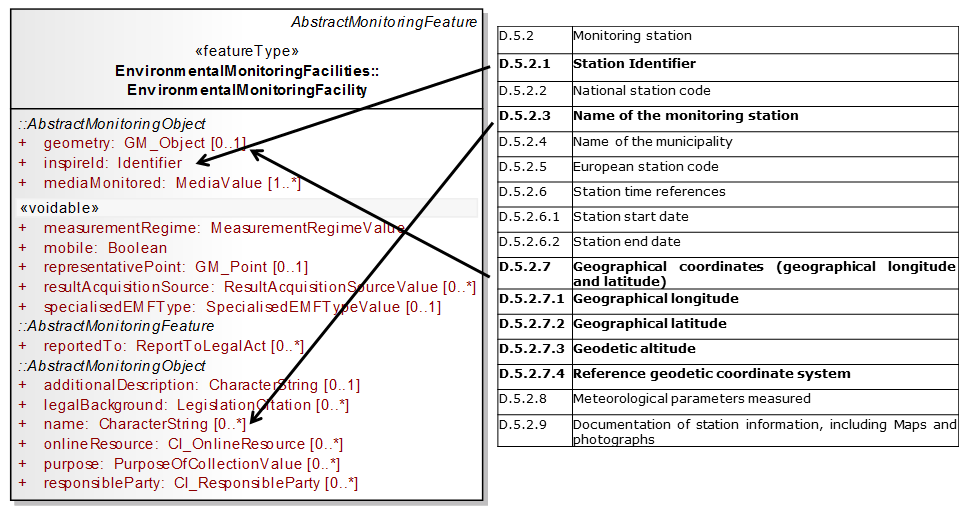 AbstractMonitoringFeature
«featureType»
EnvironmentalMonitoringFacilities::
EnvironmentalMonitoringFacility
::AbstractMonitoringObject
+ geometry: GM_Object [0..1]
+ inspireId: Identifier
+ mediaMonitored: MediaValue [1..*]
«voidable»
+ measurementRegime: MeasurementRegimeValue
+ mobile: Boolean
+ representativePoint: GM_Point [0..1]
+ resultAcquisitionSource: ResultAcquisitionSourceValue [0..*]
+ specialisedEMFType: SpecialisedEMFTypeValue [0..1]
::AbstractMonitoringFeature
+ reportedTo: ReportToLegalAct [0..*]
::AbstractMonitoringObject
+ additionalDescription: CharacterString [0..1]
+ legalBackground: LegislationCitation [0..*]
+ name: CharacterString [0..*]
+ onlineResource: CI_OnlineResource [0..*]
+ purpose: PurposeOfCollectionValue [0..*]
+ responsibleParty: CI_ResponsibleParty [0..*]
D.5.2 Monitoring station
D.5.2.1 Station Identifier
D.5.2.2 National station code
D.5.2.3 Name of the monitoring station
D.5.2.4 Name of the municipality
D.5.2.5 European station code
D.5.2.6 Station time references
D.5.2.6.1 Station start date
D.5.2.6.2 Station end date
D.5.2.7 Geographical coordinates (geographical longitude
and latitude)
D.5.2.7.1 Geographical longitude
D.5.2.7.2 Geographical latitude
D.5.2.7.3 Geodetic altitude
D.5.2.7.4 Reference geodetic coordinate system
D.5.2.8 Meteorological parameters measured
D.5.2.9 Documentation of station information, including Maps and
photographs